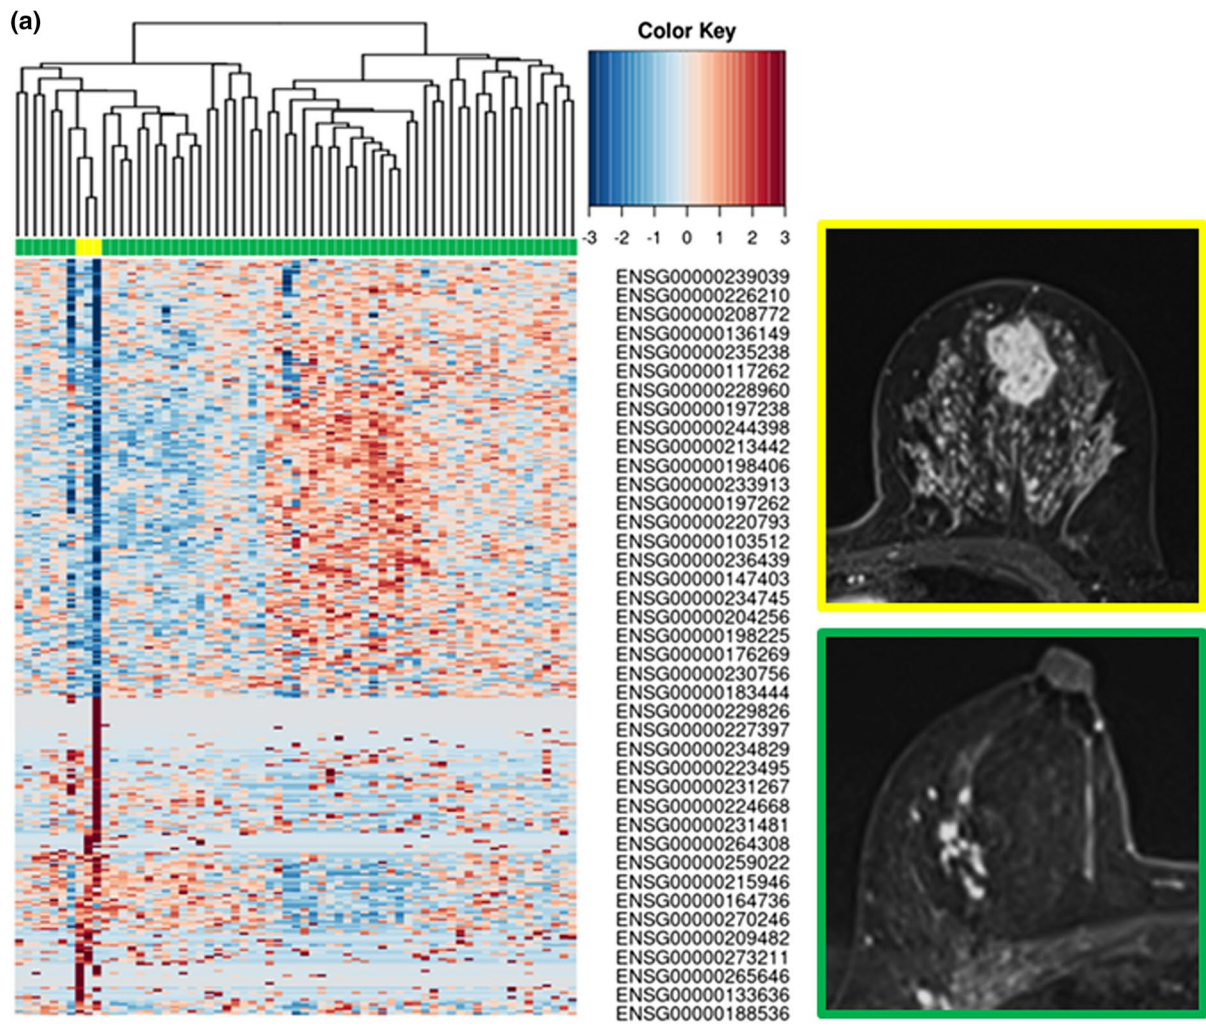 (a)
Color Key
-3 -2 -1 0 1 2 3
ENSG00000239039
ENSG00000226210
ENSG00000208772
ENSG00000136149
ENSG00000235238
ENSG00000117262
ENSG00000228960
ENSG00000197238
ENSG00000244398
ENSG00000213442
ENSG00000198406
ENSG00000233913
ENSG00000197262
ENSG00000220793
ENSG00000103512
ENSG00000236439
ENSG00000147403
ENSG00000234745
ENSG00000204256
ENSG00000198225
ENSG00000176269
ENSG00000230756
ENSG00000183444
ENSG00000229826
ENSG00000227397
ENSG00000234829
ENSG00000223495
ENSG00000231267
ENSG00000224668
ENSG00000231481
ENSG00000264308
ENSG00000259022
ENSG00000215946
ENSG00000164736
ENSG00000270246
ENSG00000209482
ENSG00000273211
ENSG00000265646
ENSG00000133636
ENSG00000188536